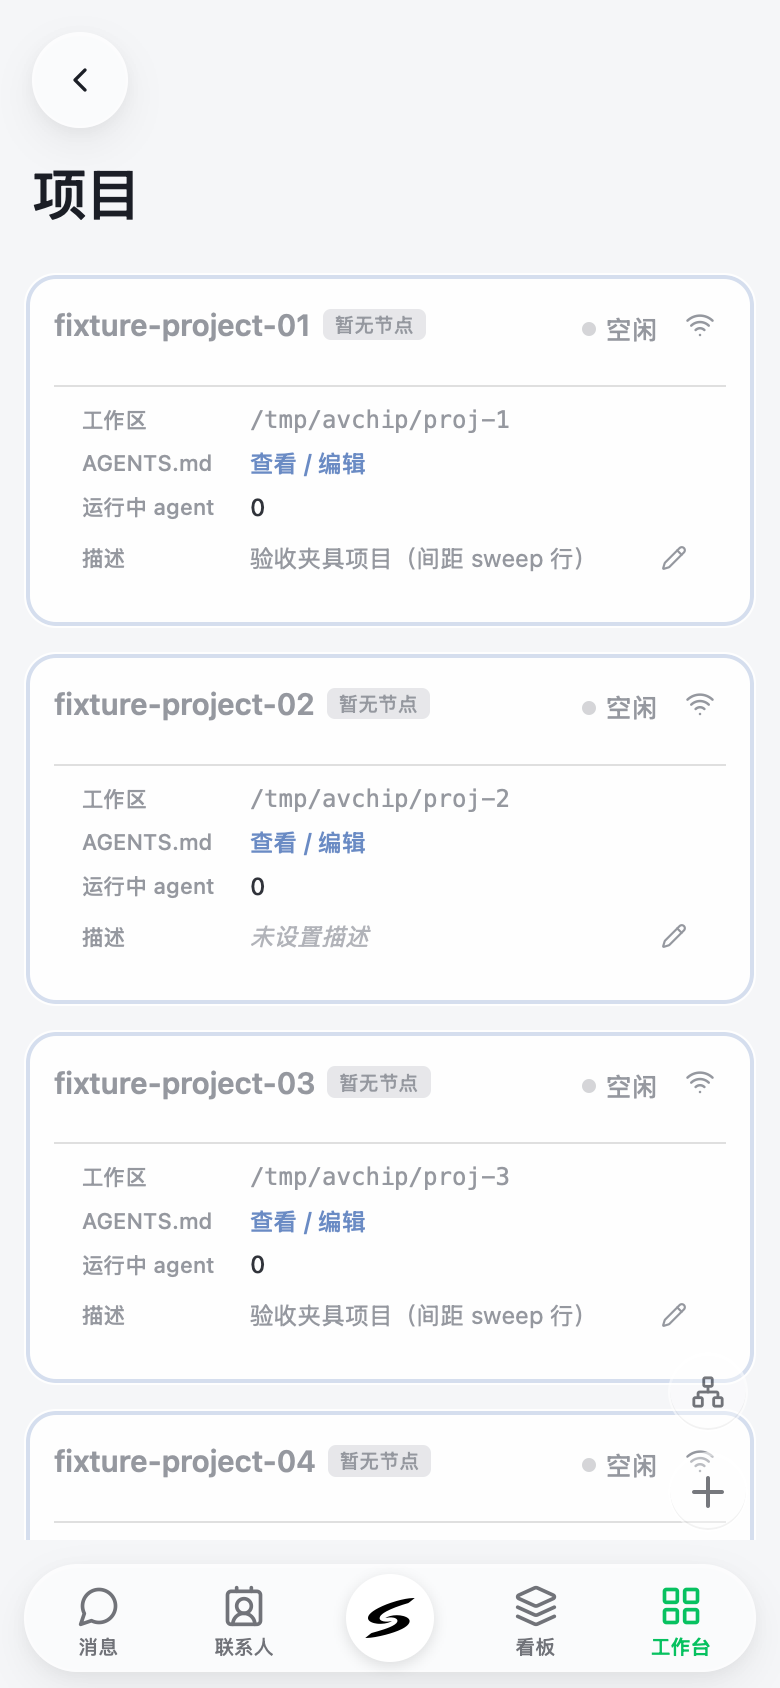 项目
fixture-project-01 暂无节点 空闲
工作区 /tmp/avchip/proj-1
AGENTS.md 查看 / 编辑
运行中 agent 0
描述 验收夹具项目（间距 sweep 行）
fixture-project-02 暂无节点 空闲
工作区 /tmp/avchip/proj-2
AGENTS.md 查看 / 编辑
运行中 agent 0
描述 未设置描述
fixture-project-03 暂无节点 空闲
工作区 /tmp/avchip/proj-3
AGENTS.md 查看 / 编辑
运行中 agent 0
描述 验收夹具项目（间距 sweep 行）
fixture-project-04 暂无节点 空闲
消息 联系人 看板 工作台